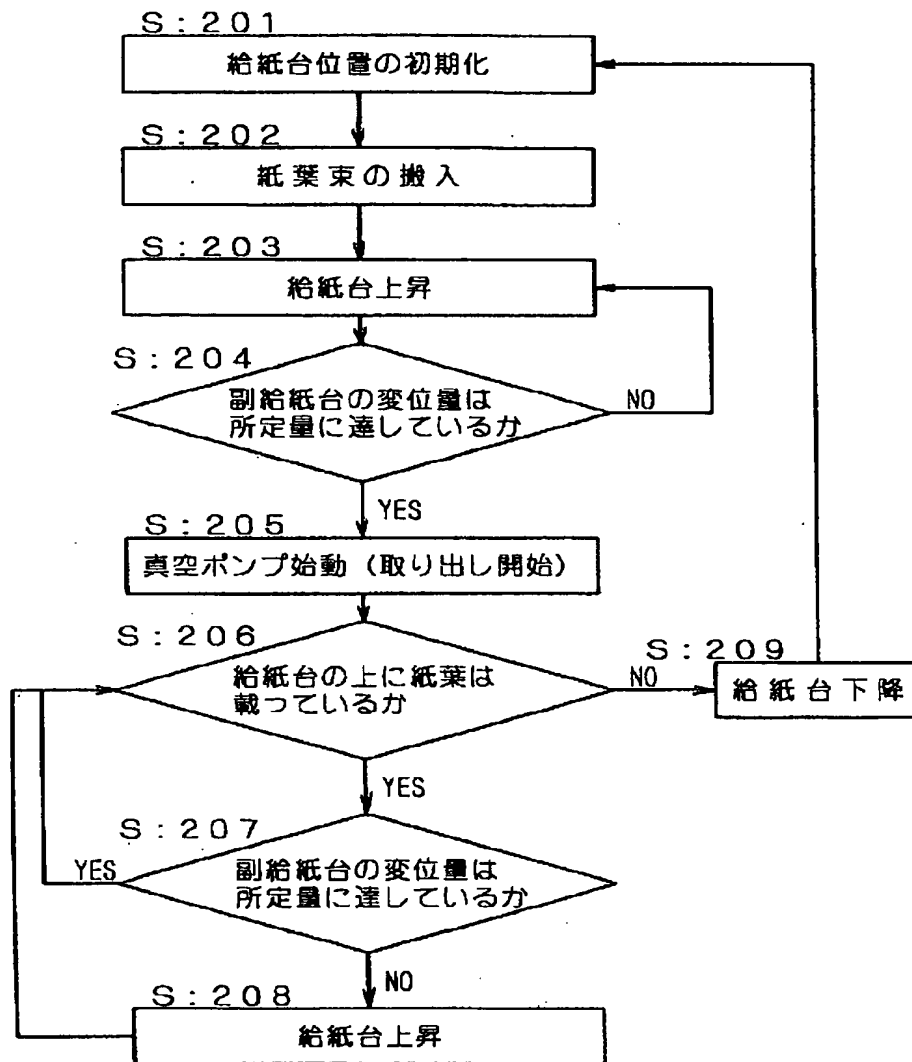 S:201
給紙台位置の初期化
S:202
紙葉束の搬入
S:203
給紙台上昇
S:204
副給紙台の変位量は
所定量に達しているか
NO
YES
S:205
真空ポンプ始動(取り出し開始)
S:206
給紙台の上に紙葉は
載っているか
NO
S:209
給紙台下降
YES
S:207
副給紙台の変位量は
所定量に達しているか
YES
NO
S:208
給紙台上昇